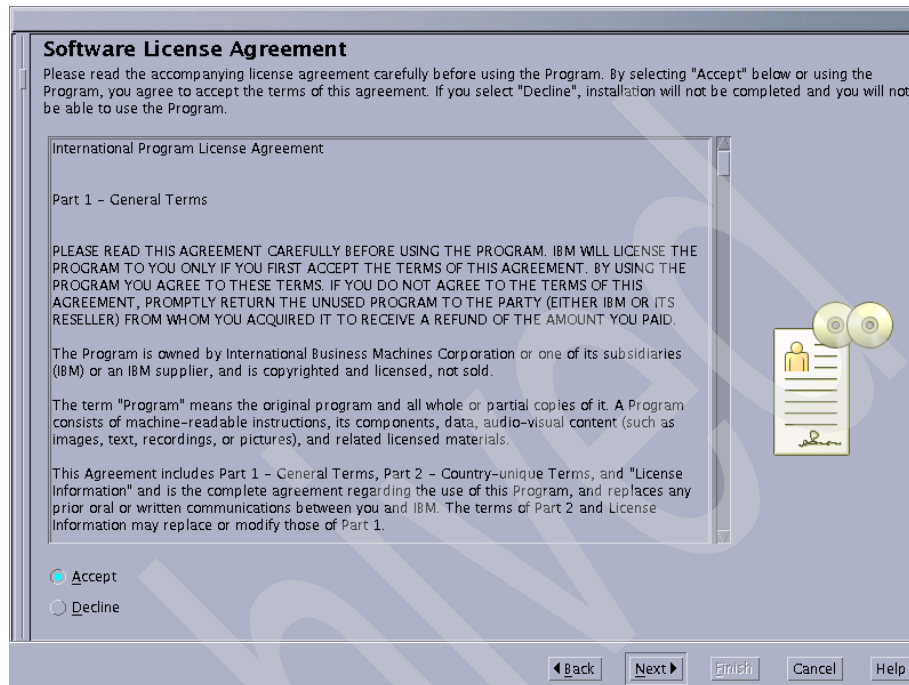 Software License Agreement
Please read the accompanying license agreement carefully before using the Program. By selecting "Accept" below or using the
Program, you agree to accept the terms of this agreement. If you select "Decline", installation will not be completed and you will not
be able to use the Program.
International Program License Agreement
Part 1 – General Terms
PLEASE READ THIS AGREEMENT CAREFULLY BEFORE USING THE PROGRAM. IBM WILL LICENSE THE
PROGRAM TO YOU ONLY IF YOU FIRST ACCEPT THE TERMS OF THIS AGREEMENT. BY USING THE
PROGRAM YOU AGREE TO THESE TERMS. IF YOU DO NOT AGREE TO THE TERMS OF THIS
AGREEMENT, PROMPTLY RETURN THE UNUSED PROGRAM TO THE PARTY (EITHER IBM OR ITS
RESELLER) FROM WHOM YOU ACQUIRED IT TO RECEIVE A REFUND OF THE AMOUNT YOU PAID.
The Program is owned by International Business Machines Corporation or one of its subsidiaries
(IBM) or an IBM supplier, and is copyrighted and licensed, not sold.
The term "Program" means the original program and all whole or partial copies of it. A Program
consists of machine–readable instructions, its components, data, audio–visual content (such as
images, text, recordings, or pictures), and related licensed materials.
This Agreement includes Part 1 – General Terms, Part 2 – Country–unique Terms, and "License
Information" and is the complete agreement regarding the use of this Program, and replaces any
prior oral or written communications between you and IBM. The terms of Part 2 and License
Information may replace or modify those of Part 1.
Accept
Decline
Back Next Finish Cancel Help
hived